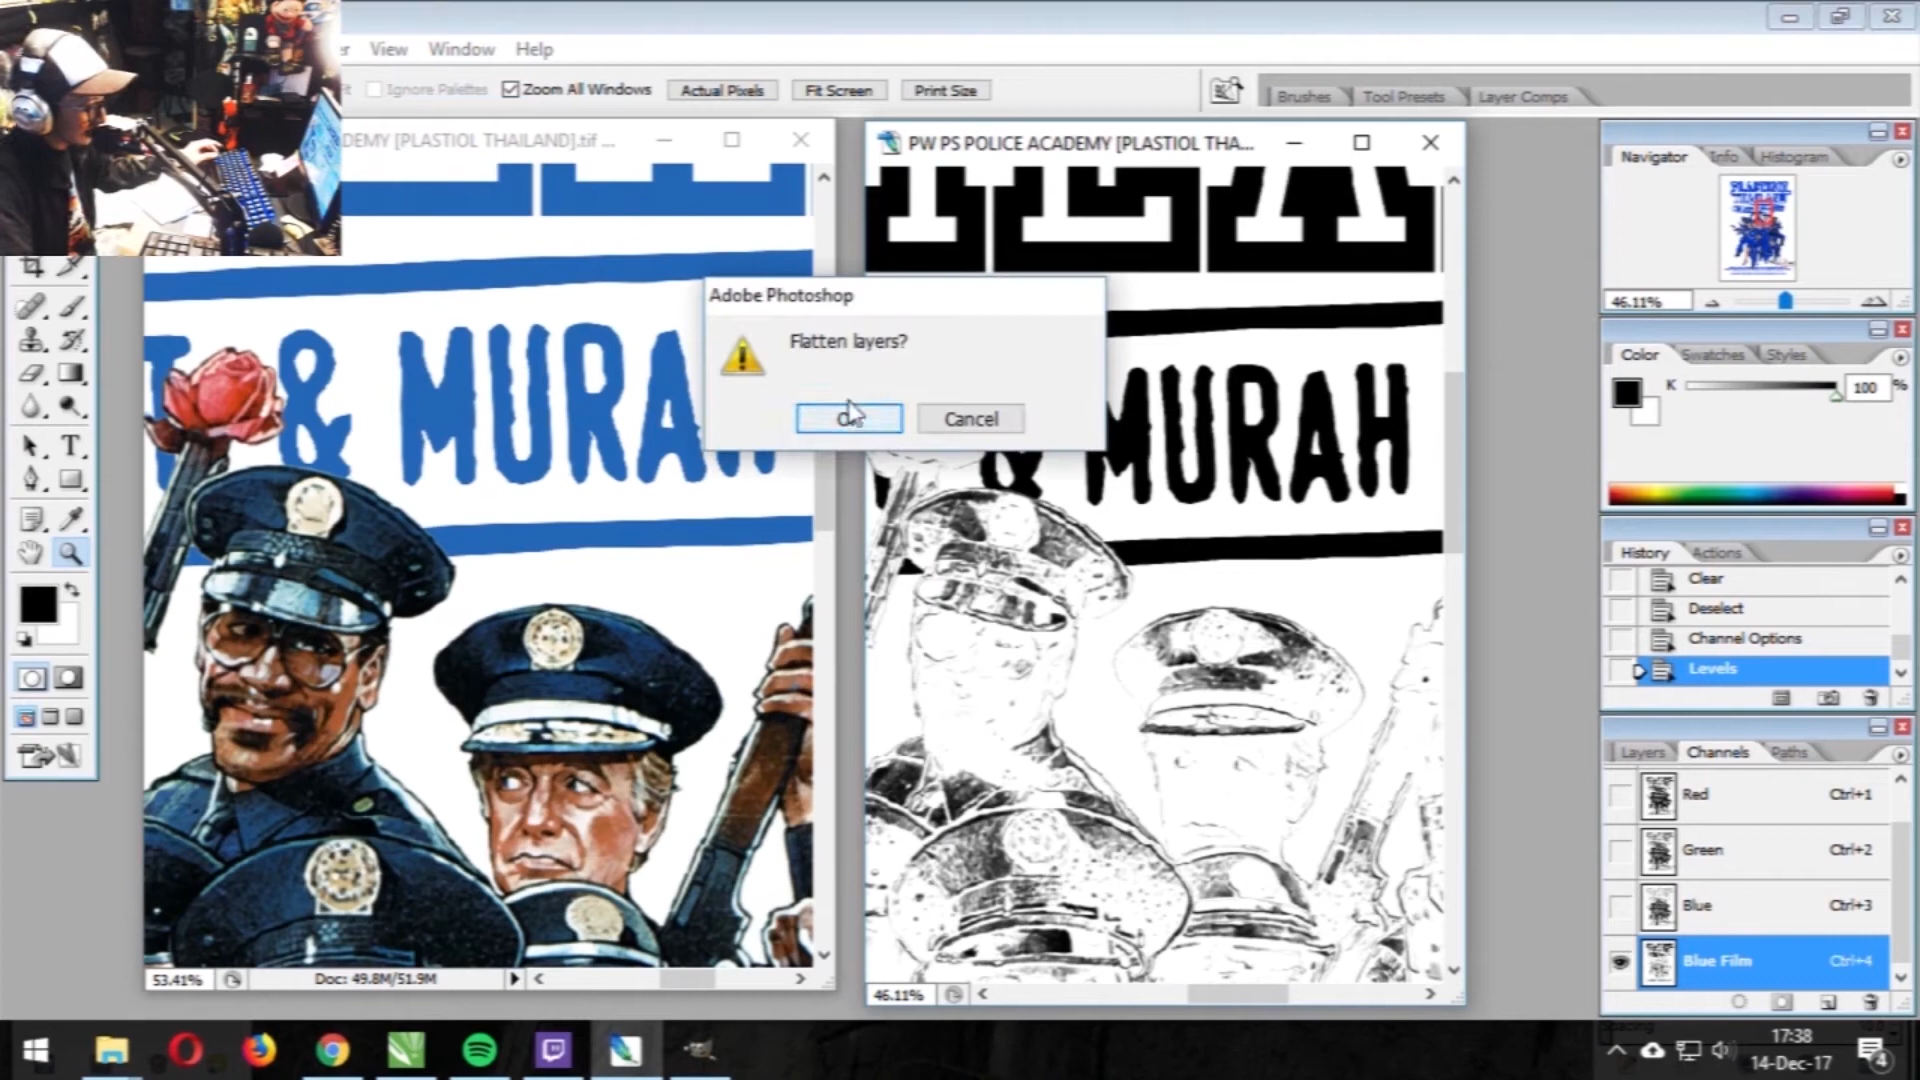 View Window Help
Ignore Palettes Zoom All Windows Actual Pixels Fit Screen Print Size
Brushes Tool Presets Layer Comps
DEMY [PLASTIOL THAILAND].tif ...
PW PS POLICE ACADEMY [PLASTIOL THA...
Navigator Info Histogram
46.11%
Color Swatches Styles
K 100 %
Adobe Photoshop
Flatten layers?
Cancel
& MURAH
& MURAH
History Actions
Clear
Deselect
Channel Options
Levels
Layers Channels Paths
Red Ctrl+1
Green Ctrl+2
Blue Ctrl+3
Blue Film Ctrl+4
53.41% Doc: 49.8M/51.9M
46.11%
17:38
14-Dec-17
4